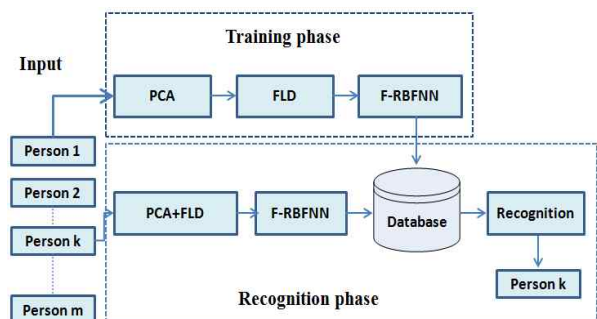 Training phase
Input
PCA
FLD
F-RBFNN
Person 1
Person 2
Person k
Person m
PCA+FLD
F-RBFNN
Database
Recognition
Person k
Recognition phase